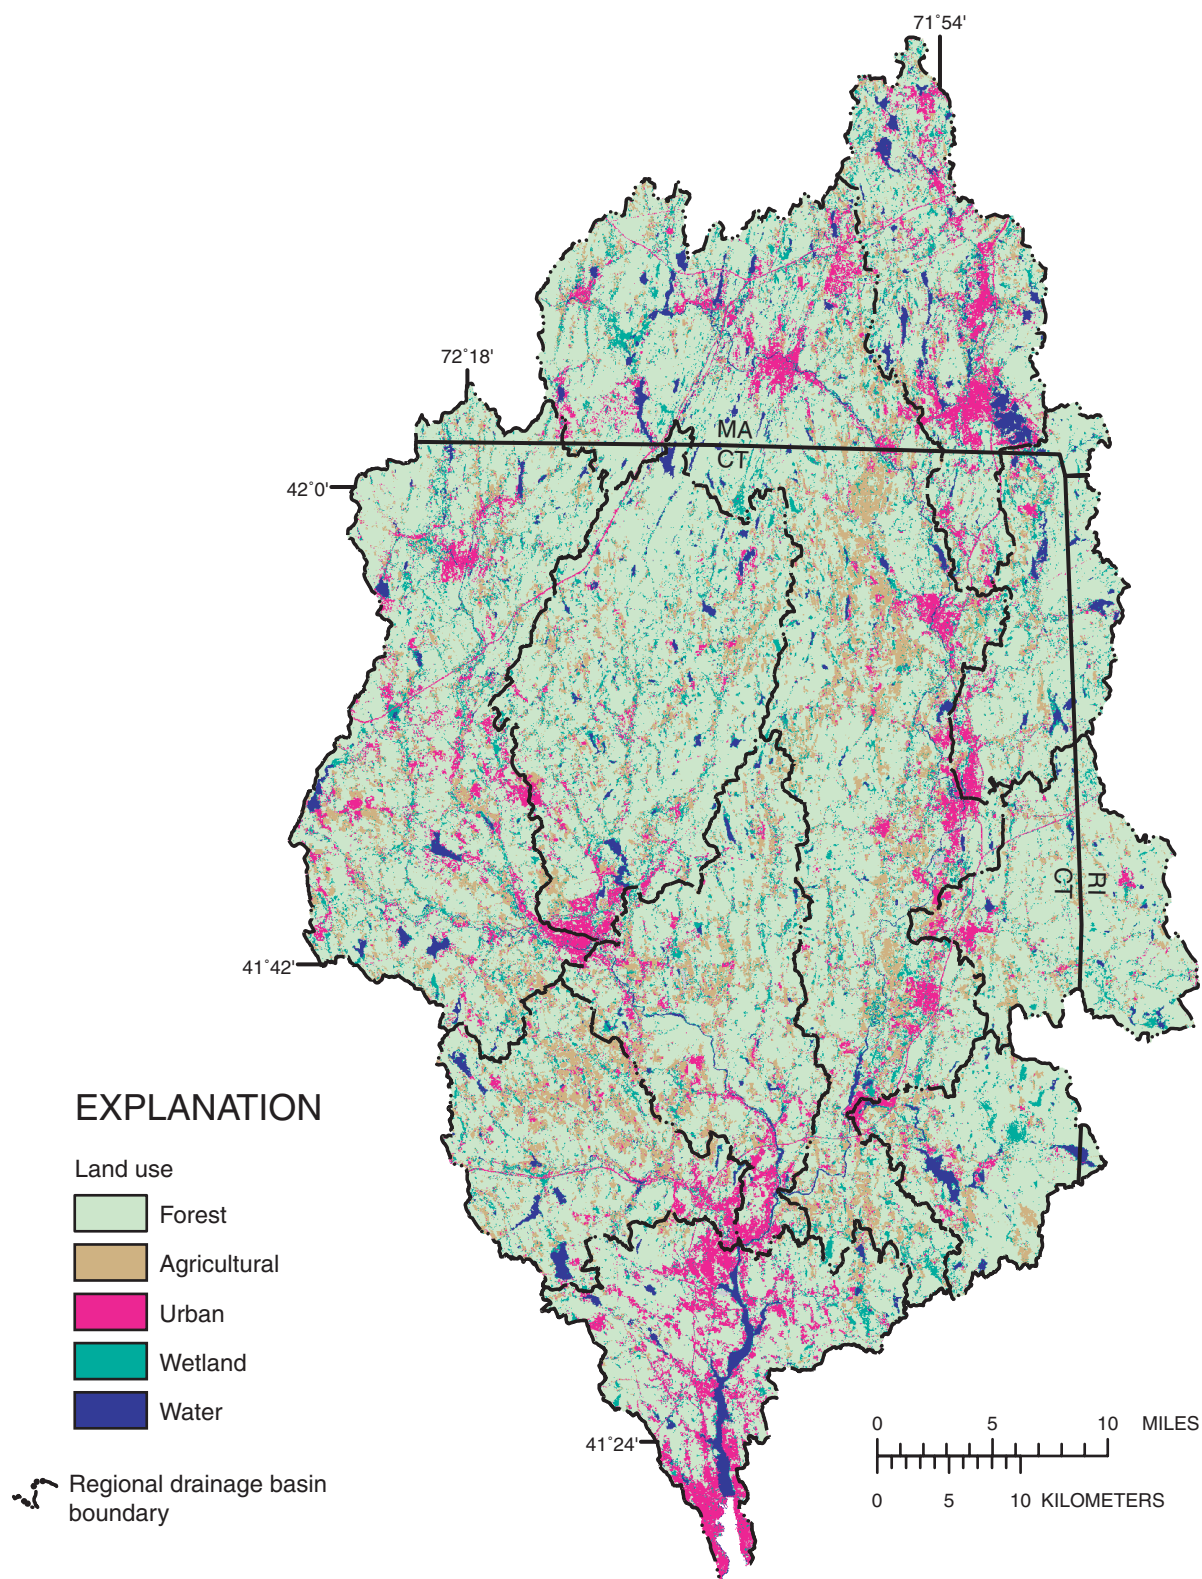 71°54'
72°18'
MA
CT
42°0'
RI
CT
41°42'
EXPLANATION
Land use
Forest
Agricultural
Urban
Wetland
Water
Regional drainage basin
boundary
41°24'
0 5 10 MILES
0 5 10 KILOMETERS